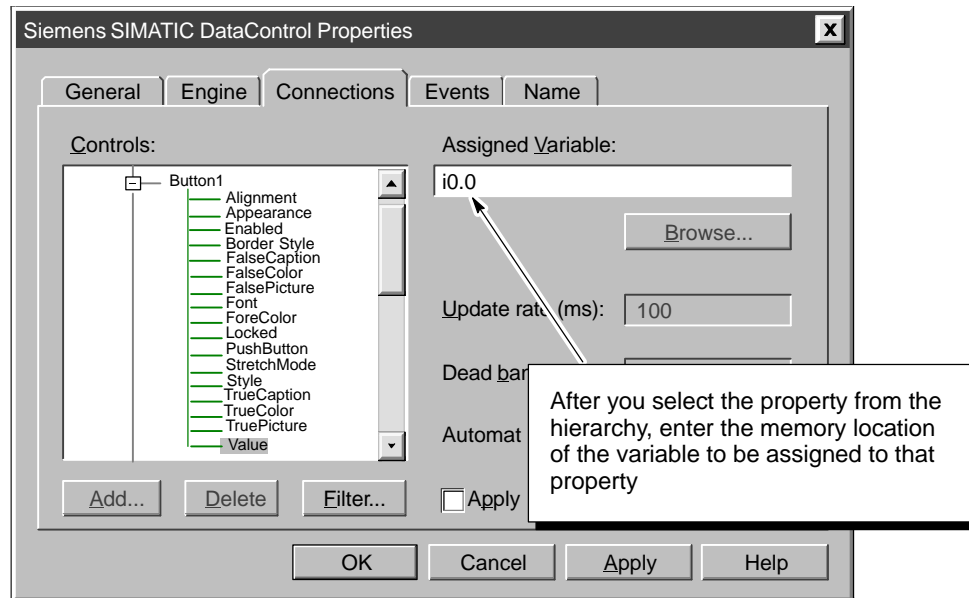 Siemens SIMATIC DataControl Properties
x
General Engine Connections Events Name
Controls:
Button1
Alignment
Appearance
Enabled
Border Style
FalseCaption
FalseColor
FalsePicture
Font
ForeColor
Locked
PushButton
StretchMode
Style
TrueCaption
TrueColor
TruePicture
Value
Add... Delete Filter...
Assigned Variable:
i0.0
Browse...
Update rate (ms): 100
Dead
Apply
After you select the property from the
hierarchy, enter the memory location
of the variable to be assigned to that
property
OK Cancel Apply Help